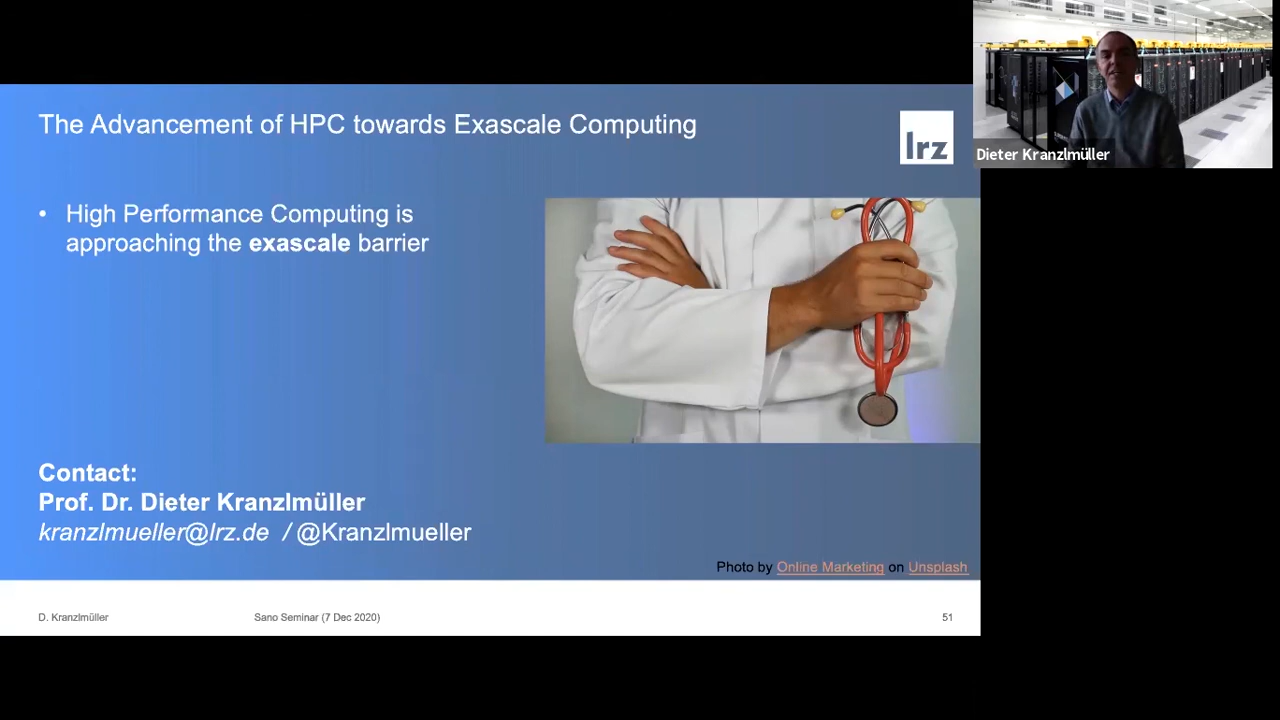 The Advancement of HPC towards Exascale Computing
lrz
Dieter Kranzlmüller
• High Performance Computing is
approaching the exascale barrier
Contact:
Prof. Dr. Dieter Kranzlmüller
kranzlmueller@lrz.de / @Kranzlmueller
Photo by Online Marketing on Unsplash
D. Kranzlmüller
Sano Seminar (7 Dec 2020)
51